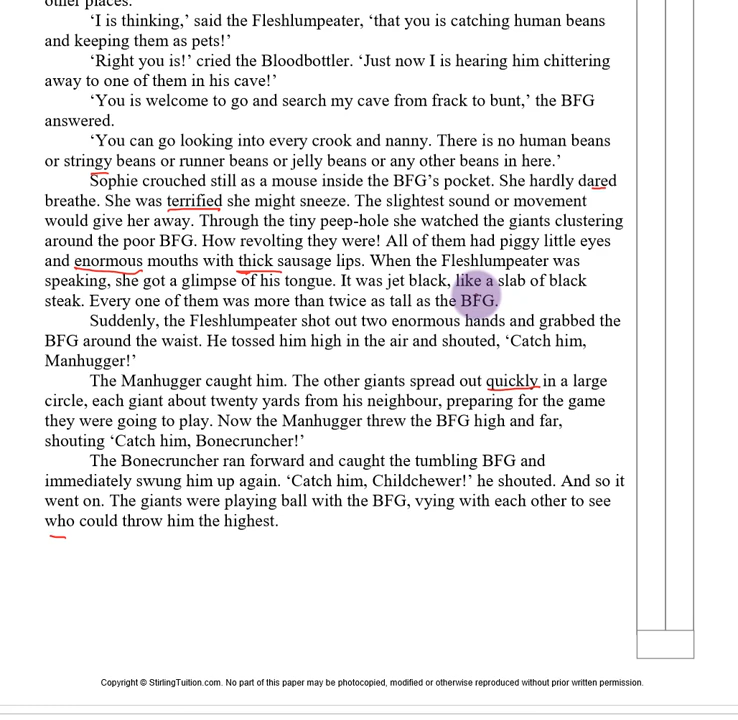 other places.
‘I is thinking,’ said the Fleshlumpeater, ‘that you is catching human beans
and keeping them as pets!’
‘Right you is!’ cried the Bloodbottler. ‘Just now I is hearing him chittering
away to one of them in his cave!’
‘You is welcome to go and search my cave from frack to bunt,’ the BFG
answered.
‘You can go looking into every crook and nanny. There is no human beans
or stringy beans or runner beans or jelly beans or any other beans in here.’
Sophie crouched still as a mouse inside the BFG’s pocket. She hardly dared
breathe. She was terrified she might sneeze. The slightest sound or movement
would give her away. Through the tiny peep-hole she watched the giants clustering
around the poor BFG. How revolting they were! All of them had piggy little eyes
and enormous mouths with thick sausage lips. When the Fleshlumpeater was
speaking, she got a glimpse of his tongue. It was jet black, like a slab of black
steak. Every one of them was more than twice as tall as the BFG.
Suddenly, the Fleshlumpeater shot out two enormous hands and grabbed the
BFG around the waist. He tossed him high in the air and shouted, ‘Catch him,
Manhugger!’
The Manhugger caught him. The other giants spread out quickly in a large
circle, each giant about twenty yards from his neighbour, preparing for the game
they were going to play. Now the Manhugger threw the BFG high and far,
shouting ‘Catch him, Bonecruncher!’
The Bonecruncher ran forward and caught the tumbling BFG and
immediately swung him up again. ‘Catch him, Childchewer!’ he shouted. And so it
went on. The giants were playing ball with the BFG, vying with each other to see
who could throw him the highest.
Copyright © StirlingTuition.com. No part of this paper may be photocopied, modified or otherwise reproduced without prior written permission.